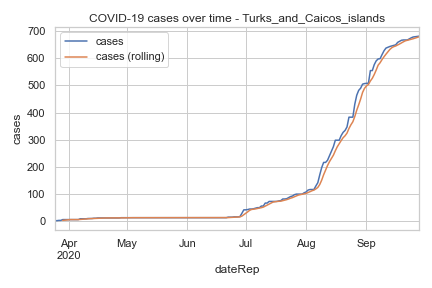 COVID-19 cases over time - Turks_and_Caicos_islands
cases
cases (rolling)
700
600
500
400
300
200
100
0
cases
Apr May Jun Jul Aug Sep
2020
dateRep